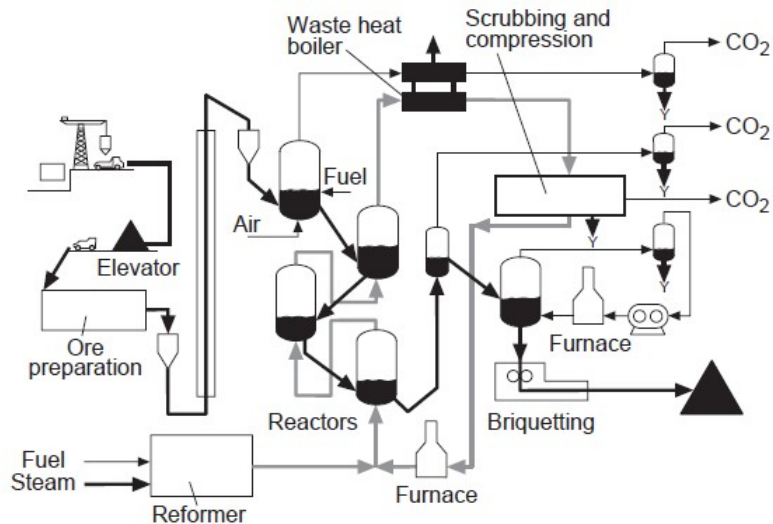 Waste heat
boiler
Scrubbing and
compression
CO2
CO2
CO2
Fuel
Air
Elevator
Ore
preparation
Reactors
Furnace
Briquetting
Fuel
Steam
Reformer
Furnace